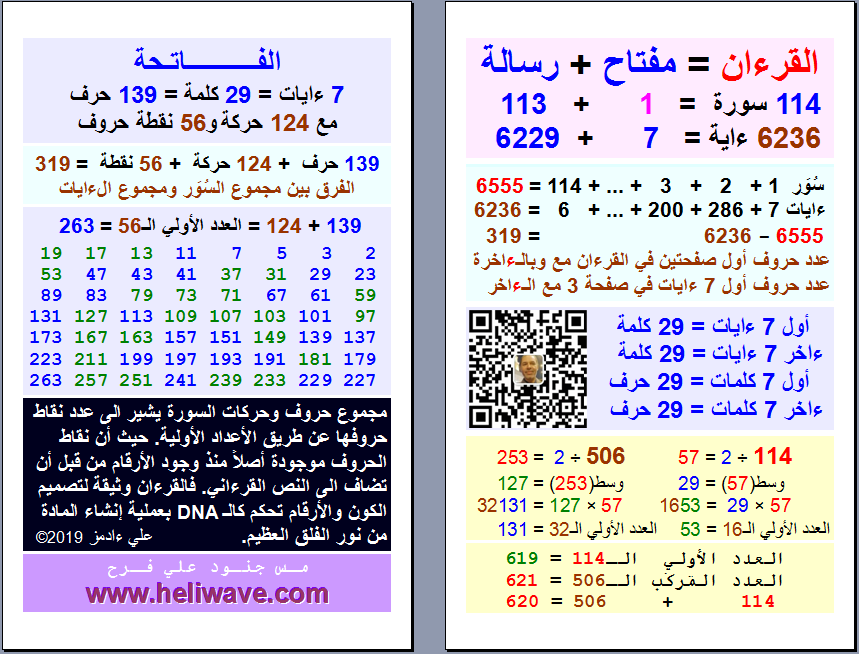 القرءان = مفتاح + رسالة
114 سورة = 1 + 113
6236 ءاية = 7 + 6229
سُوَر 1 + 2 + 3 + ... + 114 = 6555
ءايات 7 + 286 + 200 + ... + 6 = 6236
6555 – 6236 = 319
عدد حروف أول صفحتين في القرءان مع وبالـءاخرة
عدد حروف أول 7 ءايات في صفحة 3 مع الـءاخر
أول 7 ءايات = 29 كلمة
ءاخر 7 ءايات = 29 كلمة
أول 7 كلمات = 29 حرف
ءاخر 7 كلمات = 29 حرف
114 ÷ 2 = 57
506 ÷ 2 = 253
وسط(57) = 29
وسط(253) = 127
57 × 29 = 1653
57 × 127 = 32131
العدد الأولي الـ16 = 53
العدد الأولي الـ32 = 131
العدد الأولي الــ114 = 619
العدد المُركب الــ506 = 621
114 + 506 = 620
الفـــاتـحة
7 ءايات = 29 كلمة = 139 حرف
مع 124 حركة و56 نقطة حروف
139 حرف + 124 حركة + 56 نقطة = 319
الفرق بين مجموع السُوَر ومجموع الءايات
139 + 124 = العدد الأولي الـ56 = 263
2 3 5 7 11 13 17 19
23 29 31 37 41 43 47 53
59 61 67 71 73 79 83 89
97 101 103 107 109 113 127 131
137 139 149 151 157 163 167 173
179 181 191 193 197 199 211 223
227 229 233 239 241 251 257 263
مجموع حروف وحركات السورة يشير الى عدد نقاط
حروفها عن طريق الأعداد الأولية. حيث أن نقاط
الحروف موجودة أصلاً منذ وجود الأرقام من قبل أن
تضاف الى النص القرءاني. فالقرءان وثيقة لتصميم
الكون والأرقام تحكم كالـ DNA بعملية إنشاء المادة
من نور الفلق العظيم. علي ءادمز 2019©
مــن جنــود علي فــرح
www.heliwave.com